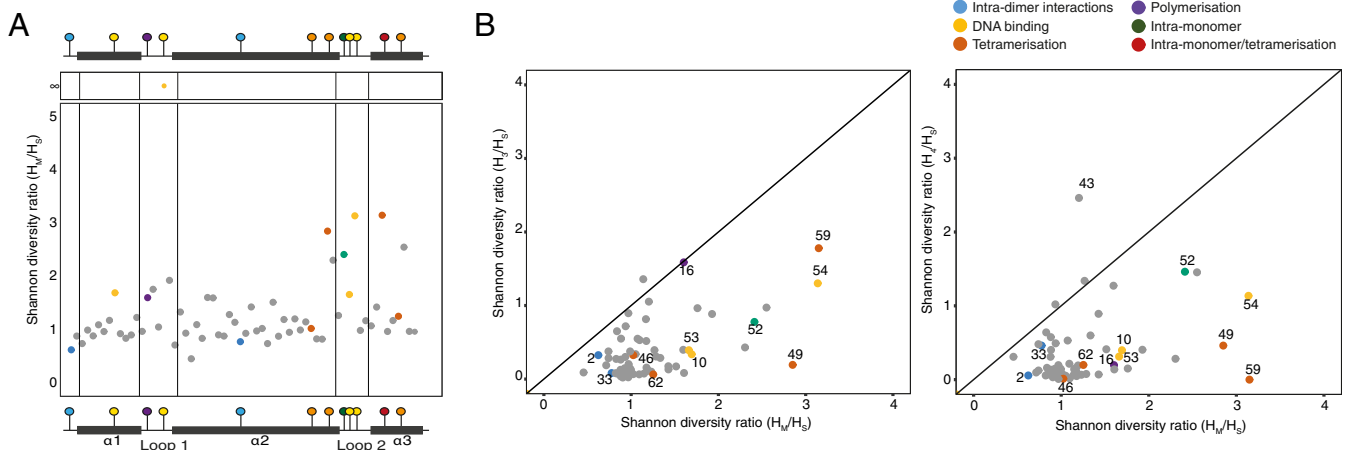 A
B
Intra-dimer interactions
DNA binding
Tetramerisation
Polymerisation
Intra-monomer
Intra-monomer/tetramerisation
∞
5
4
3
2
1
0
Shannon diversity ratio (HM/HS)
α1
Loop 1
α2
Loop 2
α3
4
3
2
1
0
Shannon diversity ratio (H3/HS)
16
59
54
52
53
10
49
2
46
33
62
0
1
2
3
4
Shannon diversity ratio (HM/HS)
4
3
2
1
0
Shannon diversity ratio (H4/HS)
43
52
54
49
59
10
33
62
16
53
2
46
0
1
2
3
4
Shannon diversity ratio (HM/HS)